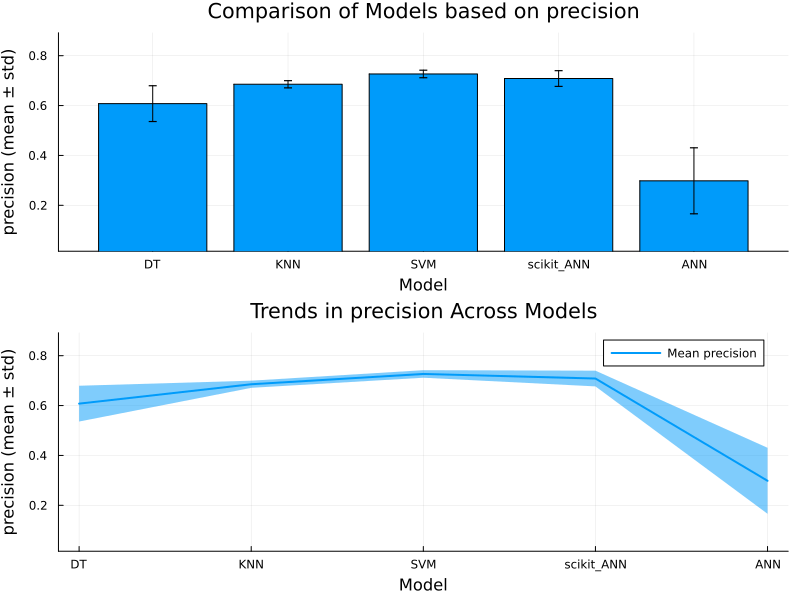 Comparison of Models based on precision
precision (mean ± std)
0.8
0.6
0.4
0.2
DT KNN SVM scikit_ANN ANN
Model
Trends in precision Across Models
precision (mean ± std)
Mean precision
0.8
0.6
0.4
0.2
DT KNN SVM scikit_ANN ANN
Model